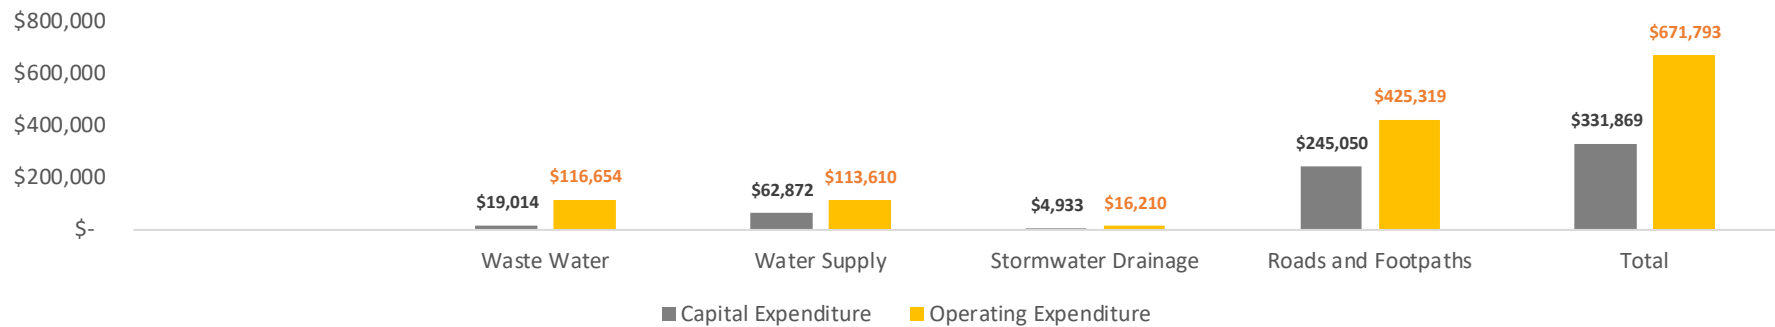 $800,000
$600,000
$400,000
$200,000
$-
$19,014
$116,654
$62,872
$113,610
$4,933
$16,210
$245,050
$425,319
$331,869
$671,793
Waste Water
Water Supply
Stormwater Drainage
Roads and Footpaths
Total
Capital Expenditure
Operating Expenditure